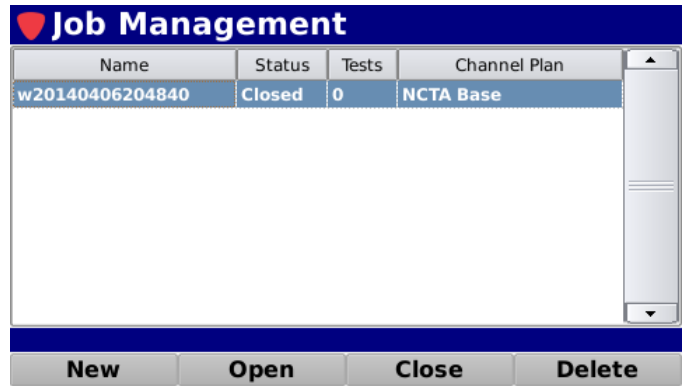 Job Management
Name Status Tests Channel Plan
w20140406204840 Closed 0 NCTA Base
New Open Close Delete